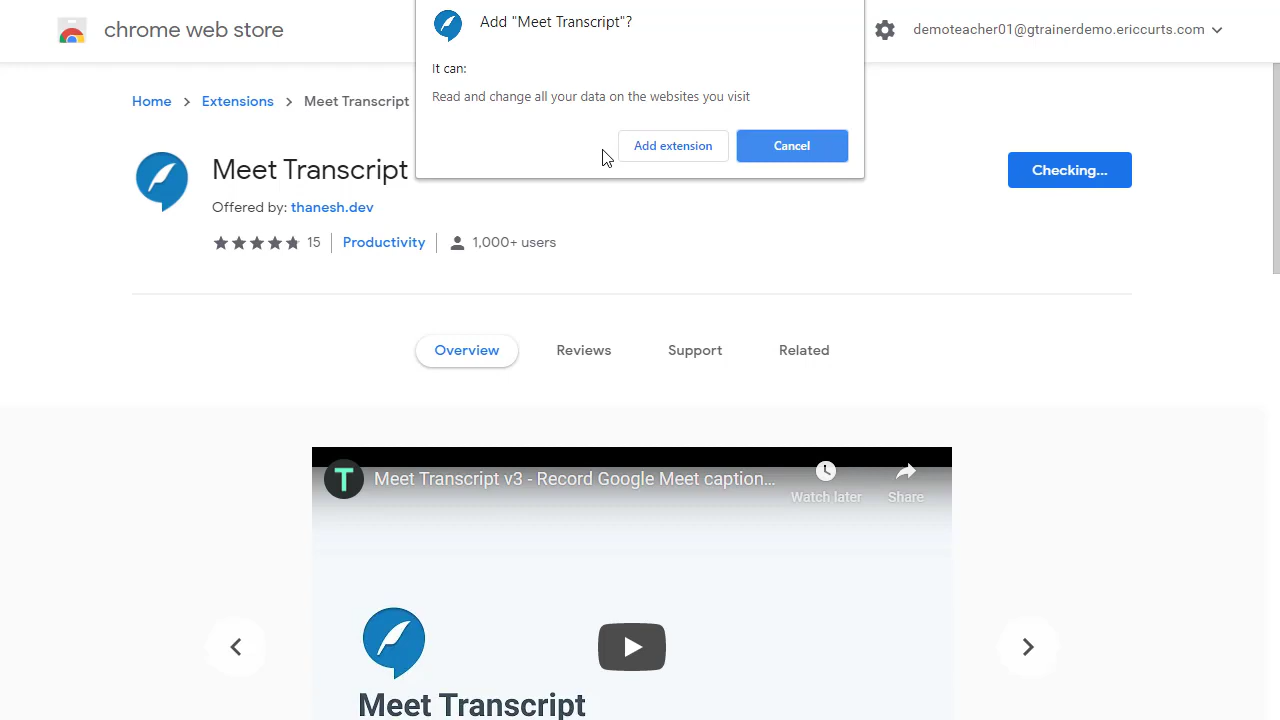 chrome web store
demoteacher01@gtrainerdemo.ericcurts.com
Add "Meet Transcript"?
It can:
Read and change all your data on the websites you visit
Add extension
Cancel
Home > Extensions > Meet Transcript
Meet Transcript
Checking...
Offered by: thanesh.dev
15 Productivity 1,000+ users
Overview Reviews Support Related
T Meet Transcript v3 - Record Google Meet caption...
Watch later Share
Meet Transcript